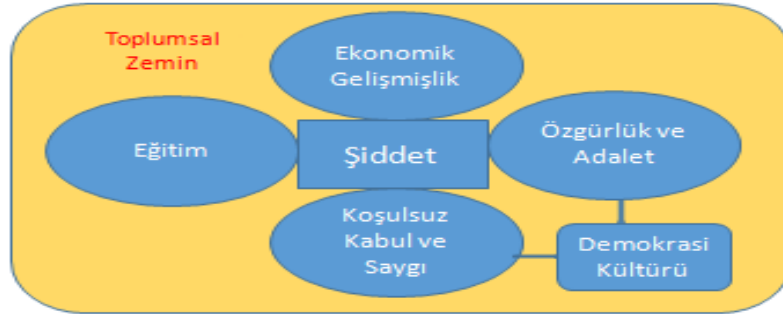 Toplumsal
Zemin
Ekonomik
Gelişmişlik
Eğitim
Şiddet
Özgürlük ve
Adalet
Koşulsuz
Kabul ve
Saygı
Demokrasi
Kültürü